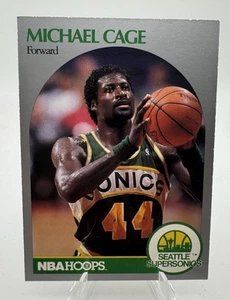 MICHAEL CAGE
Forward
SONICS
44
NBA HOOPS
SEATTLE
SUPERSONICS